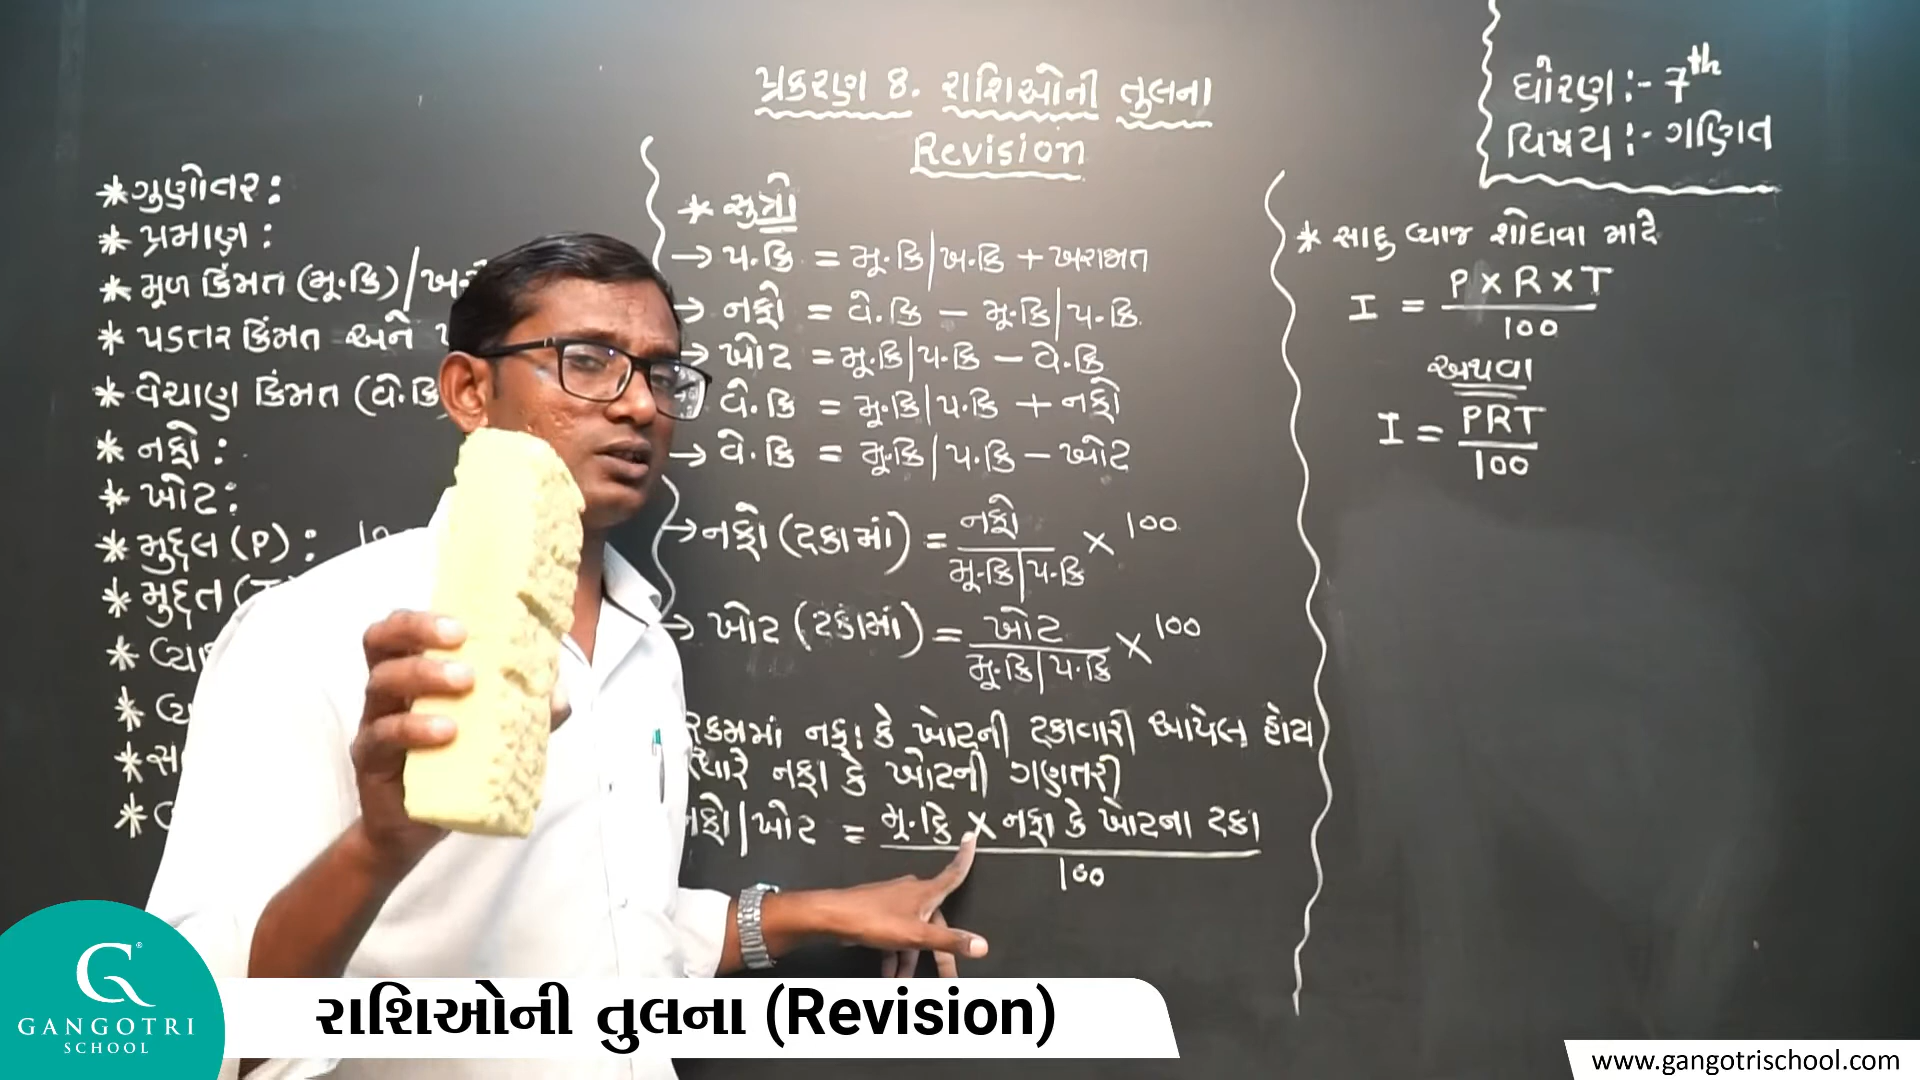 પ્રકરણ 8. રાશિઓની તુલના
Revision
ધોરણ :- 7th
વિષય :- ગણિત
* ગુણોત્તર :
* પ્રમાણ :
* મૂળ કિંમત (મૂ.કિ) /
* પડતર કિંમત અને
* વેચાણ કિંમત (વે.કિ
* નફો :
* ખોટ :
* મુદ્દલ (P) :
* મુદ્દત (
* સૂત્રો
→ પ.કિ = મૂ.કિ/ખ.કિ + ખરાજાત
→ નફો = વે.કિ - મૂ.કિ/પ.કિ
→ ખોટ = મૂ.કિ/પ.કિ - વે.કિ
વે.કિ = મૂ.કિ/પ.કિ + નફો
→ વે.કિ = મૂ.કિ/પ.કિ - ખોટ
→ નફો (ટકામાં) = નફો / મૂ.કિ/પ.કિ × 100
→ ખોટ (ટકામાં) = ખોટ / મૂ.કિ/પ.કિ × 100
રકમમાં નફા કે ખોટની ટકાવારી આપેલ હોય
ત્યારે નફા કે ખોટની ગણતરી
નફો/ખોટ = મૂ.કિ × નફા કે ખોટના ટકા
100
* સાદુ વ્યાજ શોધવા માટે
I = P × R × T
100
અથવા
I = PRT
100
GANGOTRI
SCHOOL
રાશિઓની તુલના (Revision)
www.gangotrischool.com